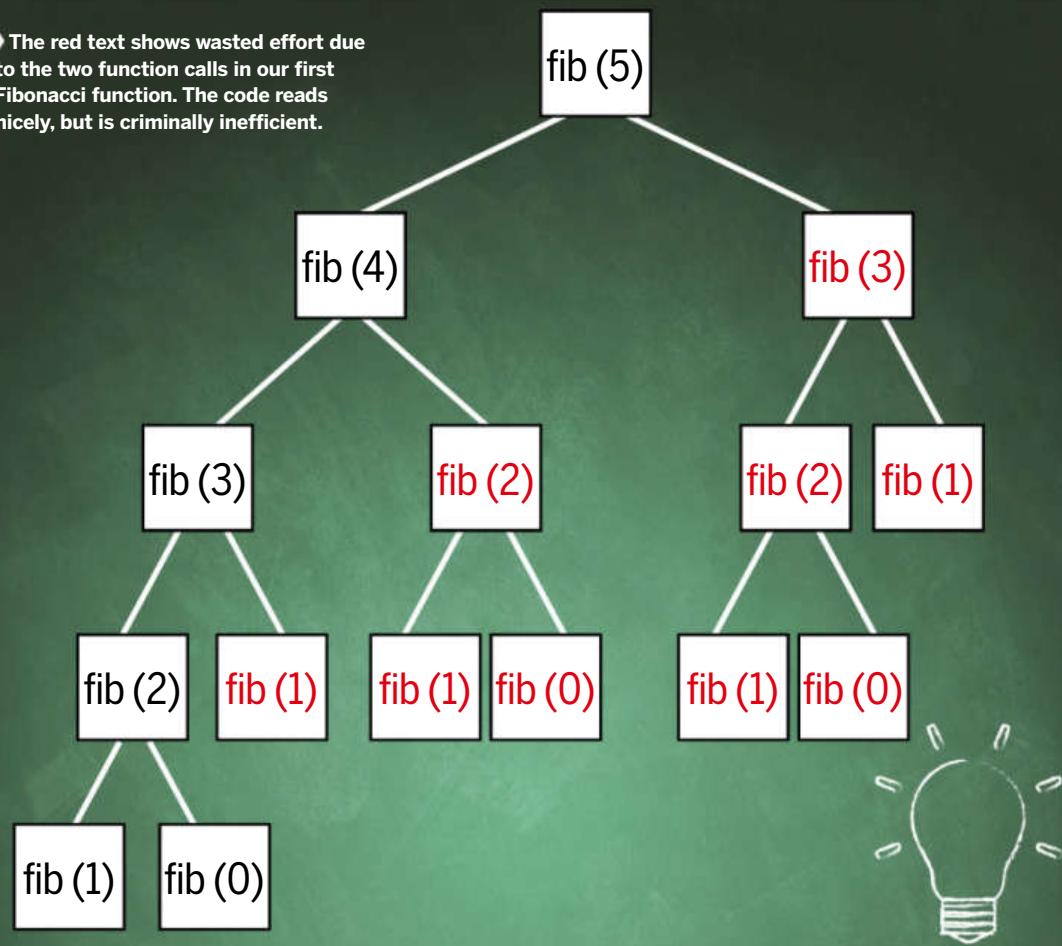 The red text shows wasted effort due
to the two function calls in our first
Fibonacci function. The code reads
nicely, but is criminally inefficient.
fib (5)
fib (4) fib (3)
fib (3) fib (2) fib (2) fib (1)
fib (2) fib (1) fib (1) fib (0) fib (1) fib (0)
fib (1) fib (0)